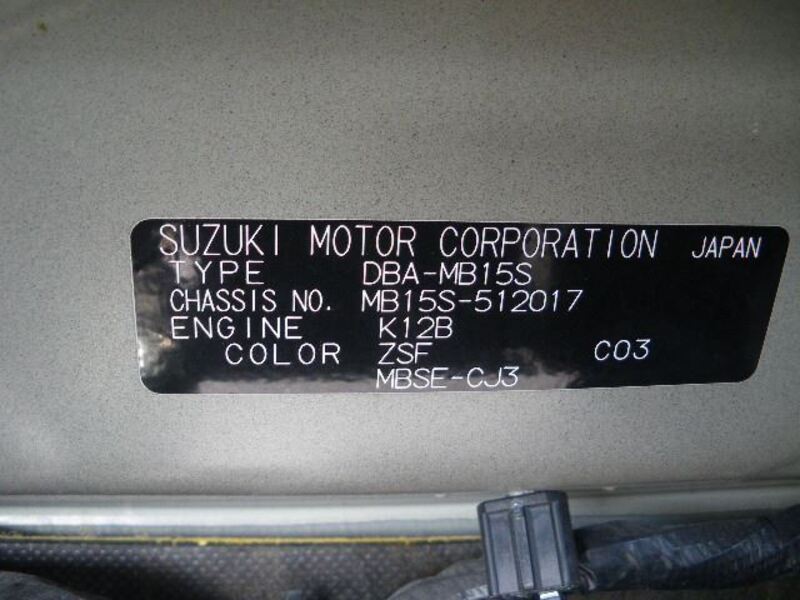 SUZUKI MOTOR CORPORATION JAPAN
TYPE DBA-MB15S
CHASSIS NO. MB15S-512017
ENGINE K12B
COLOR ZSF C03
MBSE-CJ3